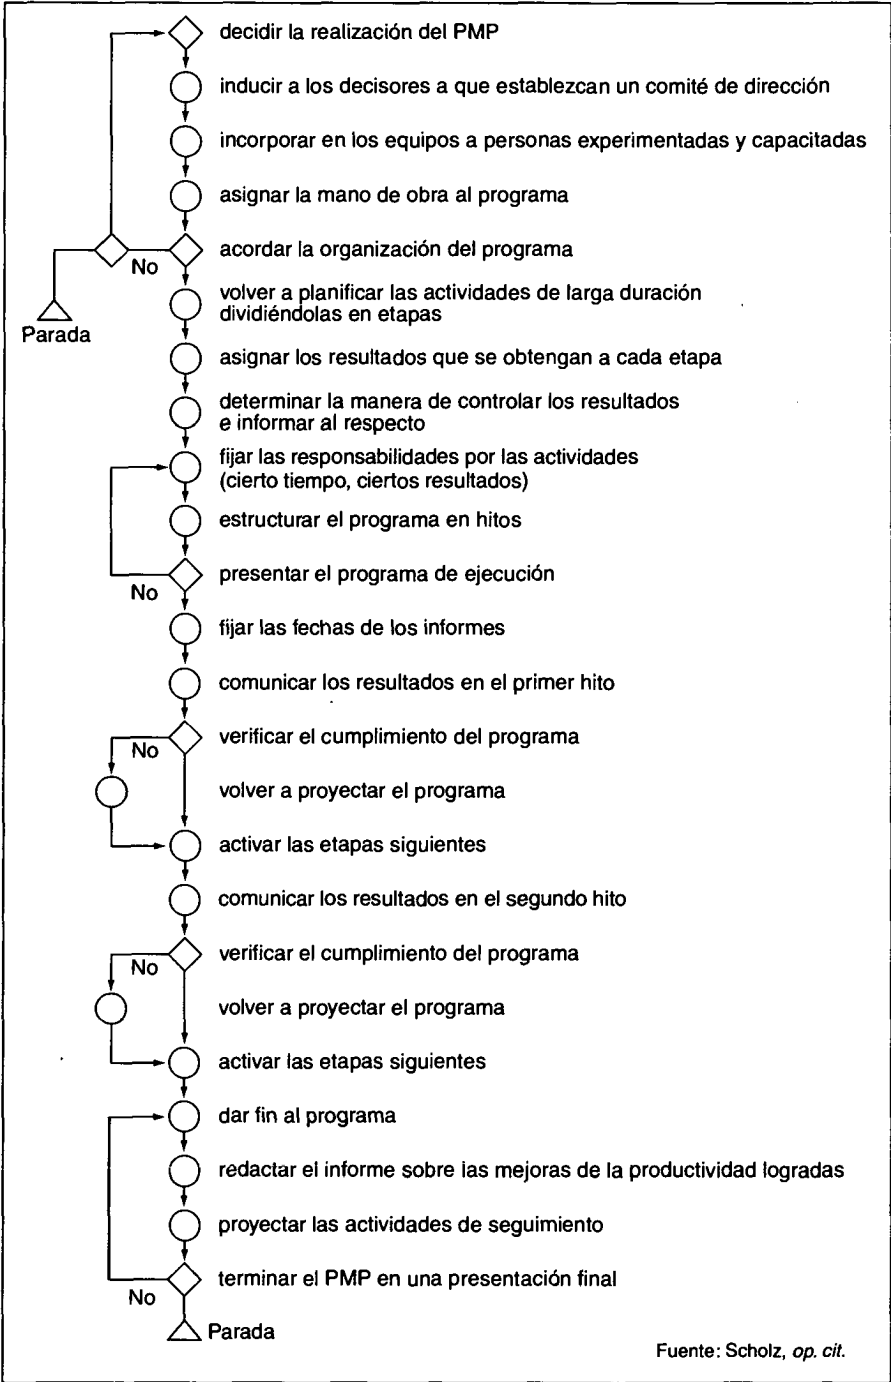 decidir la realización del PMP
inducir a los decisores a que establezcan un comité de dirección
incorporar en los equipos a personas experimentadas y capacitadas
asignar la mano de obra al programa
acordar la organización del programa
No
volver a planificar las actividades de larga duración
dividiéndolas en etapas
Parada
asignar los resultados que se obtengan a cada etapa
determinar la manera de controlar los resultados
e informar al respecto
fijar las responsabilidades por las actividades
(cierto tiempo, ciertos resultados)
estructurar el programa en hitos
presentar el programa de ejecución
No
fijar las fechas de los informes
comunicar los resultados en el primer hito
verificar el cumplimiento del programa
No
volver a proyectar el programa
activar las etapas siguientes
comunicar los resultados en el segundo hito
verificar el cumplimiento del programa
No
volver a proyectar el programa
activar las etapas siguientes
dar fin al programa
redactar el informe sobre las mejoras de la productividad logradas
proyectar las actividades de seguimiento
terminar el PMP en una presentación final
No
Parada
Fuente: Scholz, op. cit.